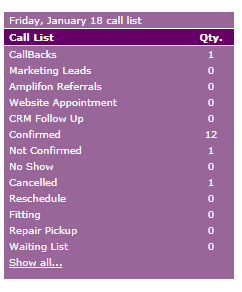 Friday, January 18 call list
Call List Qty.
CallBacks 1
Marketing Leads 0
Amplifon Referrals 0
Website Appointment 0
CRM Follow Up 0
Confirmed 12
Not Confirmed 1
No Show 0
Cancelled 1
Reschedule 0
Fitting 0
Repair Pickup 0
Waiting List 0
Show all...